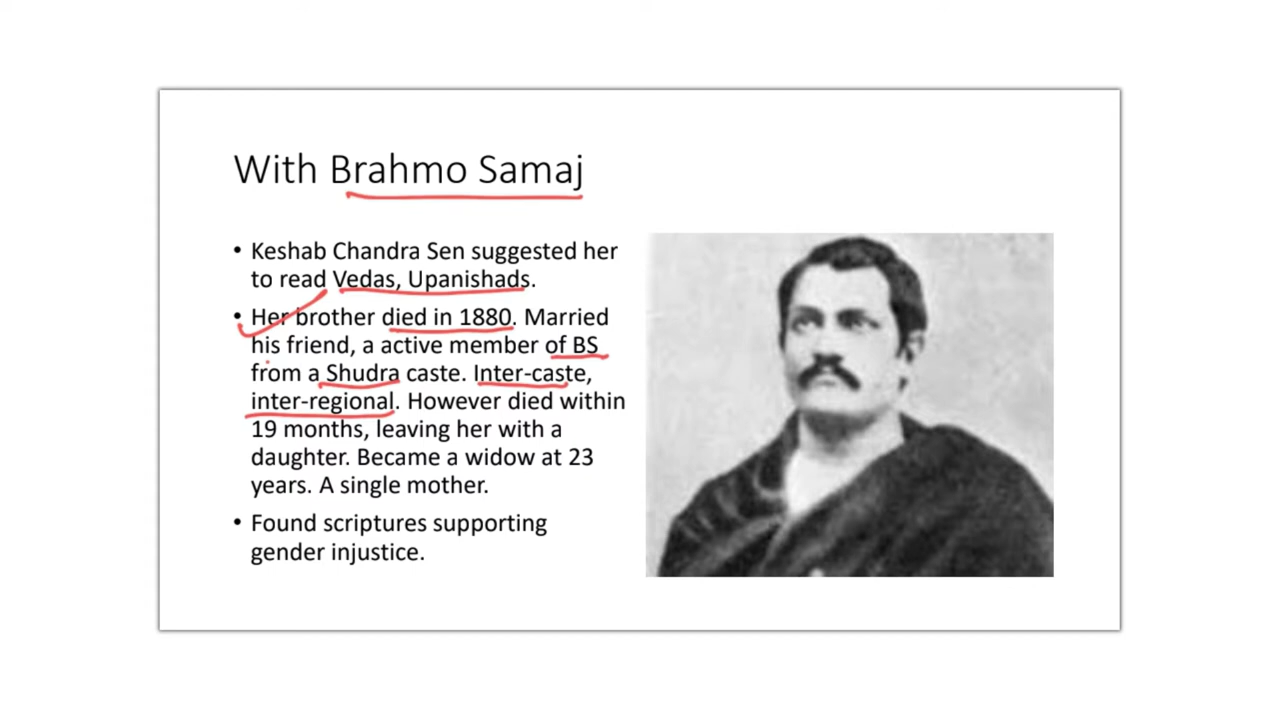 With Brahmo Samaj
• Keshab Chandra Sen suggested her
to read Vedas, Upanishads.
• Her brother died in 1880. Married
his friend, a active member of BS
from a Shudra caste. Inter-caste,
inter-regional. However died within
19 months, leaving her with a
daughter. Became a widow at 23
years. A single mother.
• Found scriptures supporting
gender injustice.